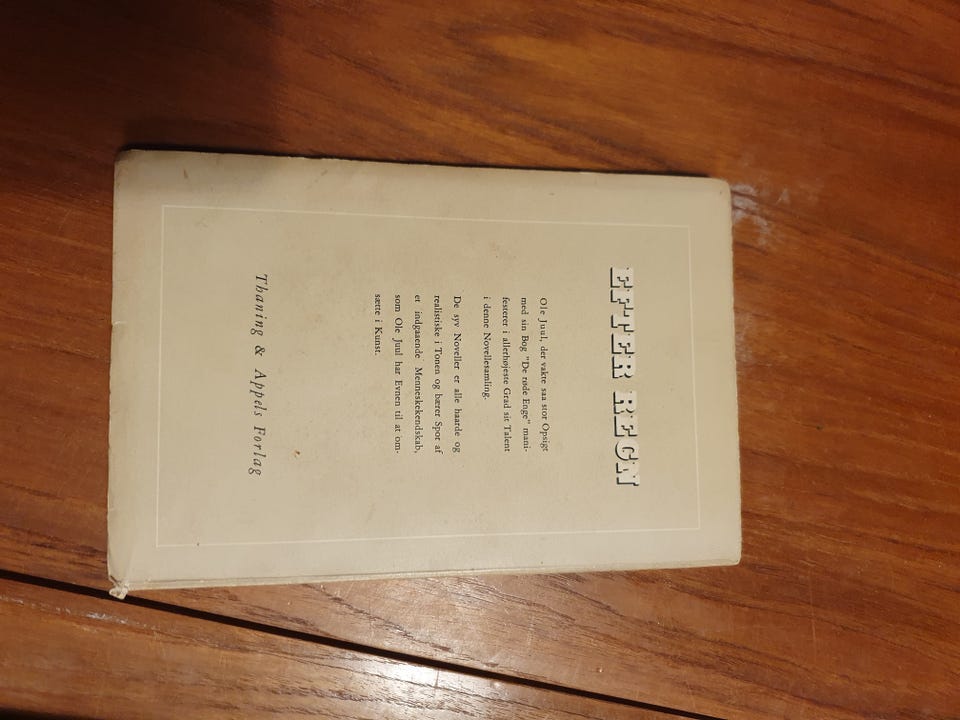 EFTER REGN
Ole Juul, der vakte saa stor Opsigt
med sin Bog "De røde Enge" mani-
festerer i allerhøjeste Grad sit Talent
i denne Novellesamling.
De syv Noveller er alle haarde og
realistiske i Tonen og bærer Spor af
et indgaaende Menneskekendskab,
som Ole Juul har Evnen til at om-
sætte i Kunst.
Thaning & Appels Forlag